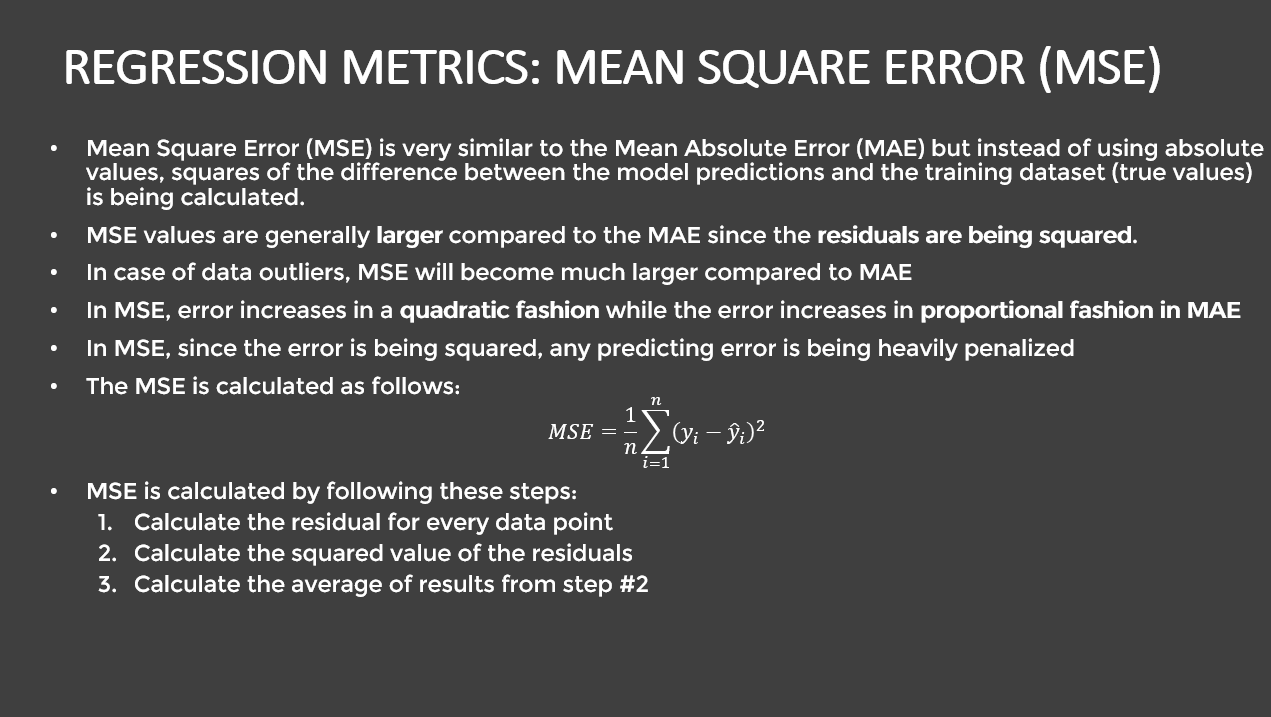 REGRESSION METRICS: MEAN SQUARE ERROR (MSE)
• Mean Square Error (MSE) is very similar to the Mean Absolute Error (MAE) but instead of using absolute
values, squares of the difference between the model predictions and the training dataset (true values)
is being calculated.
• MSE values are generally larger compared to the MAE since the residuals are being squared.
• In case of data outliers, MSE will become much larger compared to MAE
• In MSE, error increases in a quadratic fashion while the error increases in proportional fashion in MAE
• In MSE, since the error is being squared, any predicting error is being heavily penalized
• The MSE is calculated as follows:
MSE = \frac{1}{n} \sum_{i=1}^{n} (y_i - \hat{y}_i)^2
• MSE is calculated by following these steps:
1. Calculate the residual for every data point
2. Calculate the squared value of the residuals
3. Calculate the average of results from step #2